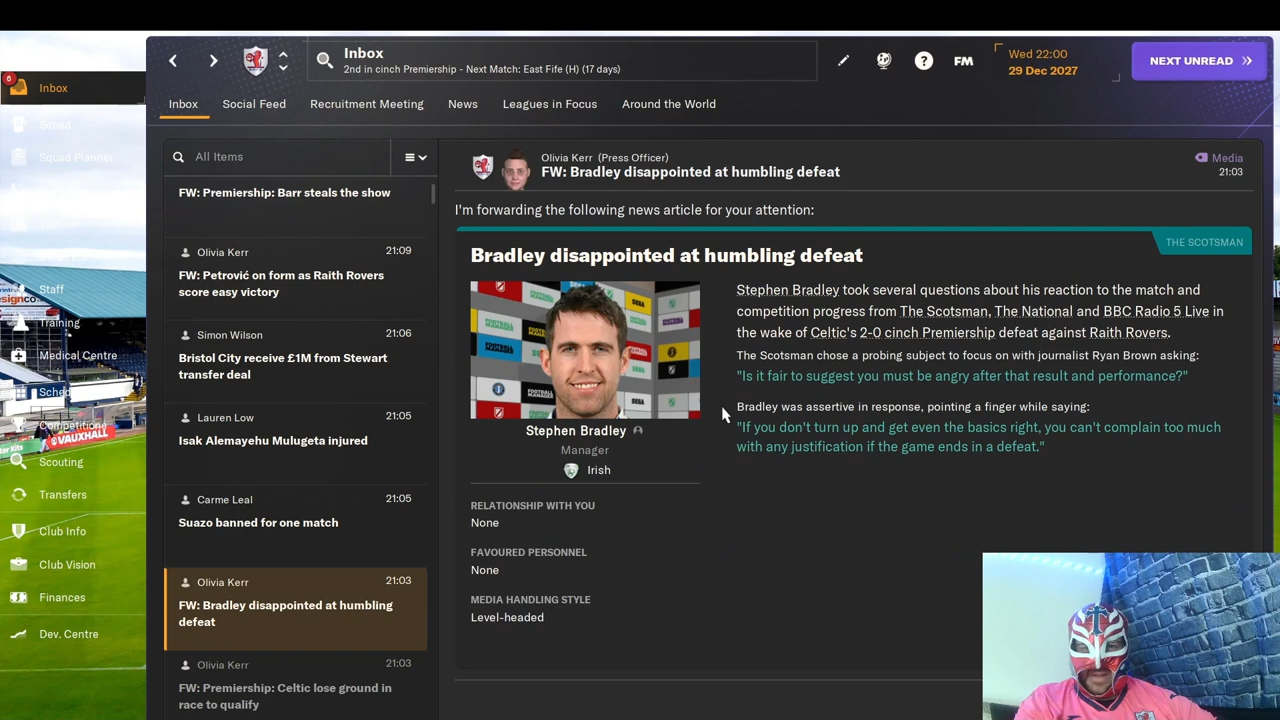 Inbox
2nd in cinch Premiership - Next Match: East Fife (H) (17 days)
?
FM
Wed 22:00
29 Dec 2027
NEXT UNREAD
6
Inbox
Squad
Squad Planner
Staff
Training
Medical Centre
Sched
Competitions
Scouting
Transfers
Club Info
Club Vision
Finances
Dev. Centre
Inbox
Social Feed
Recruitment Meeting
News
Leagues in Focus
Around the World
All Items
FW: Premiership: Barr steals the show
Olivia Kerr 21:09
FW: Petrović on form as Raith Rovers
score easy victory
Simon Wilson 21:06
Bristol City receive £1M from Stewart
transfer deal
Lauren Low 21:05
Isak Alemayehu Mulugeta injured
Carme Leal 21:05
Suazo banned for one match
Olivia Kerr 21:03
FW: Bradley disappointed at humbling
defeat
Olivia Kerr 21:03
FW: Premiership: Celtic lose ground in
race to qualify
Olivia Kerr (Press Officer)
FW: Bradley disappointed at humbling defeat
Media
21:03
I'm forwarding the following news article for your attention:
THE SCOTSMAN
Bradley disappointed at humbling defeat
Stephen Bradley
Manager
Irish
RELATIONSHIP WITH YOU
None
FAVOURED PERSONNEL
None
MEDIA HANDLING STYLE
Level-headed
Stephen Bradley took several questions about his reaction to the match and
competition progress from The Scotsman, The National and BBC Radio 5 Live in
the wake of Celtic's 2-0 cinch Premiership defeat against Raith Rovers.
The Scotsman chose a probing subject to focus on with journalist Ryan Brown asking:
"Is it fair to suggest you must be angry after that result and performance?"
Bradley was assertive in response, pointing a finger while saying:
"If you don't turn up and get even the basics right, you can't complain too much
with any justification if the game ends in a defeat."
VAUXHALL